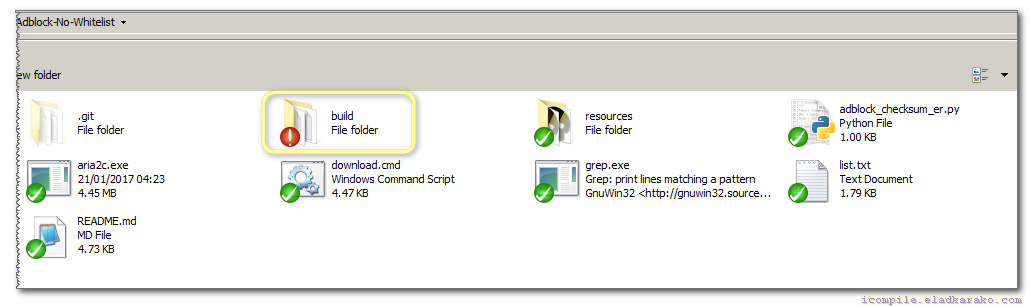 Adblock-No-Whitelist
ew folder
.git
File folder
build
File folder
resources
File folder
adblock_checksum_er.py
Python File
1.00 KB
aria2c.exe
21/01/2017 04:23
4.45 MB
download.cmd
Windows Command Script
4.47 KB
grep.exe
Grep: print lines matching a pattern
GnuWin32 <http://gnuwin32.source...
list.txt
Text Document
1.79 KB
README.md
MD File
4.73 KB
icompile.eladkarako.com